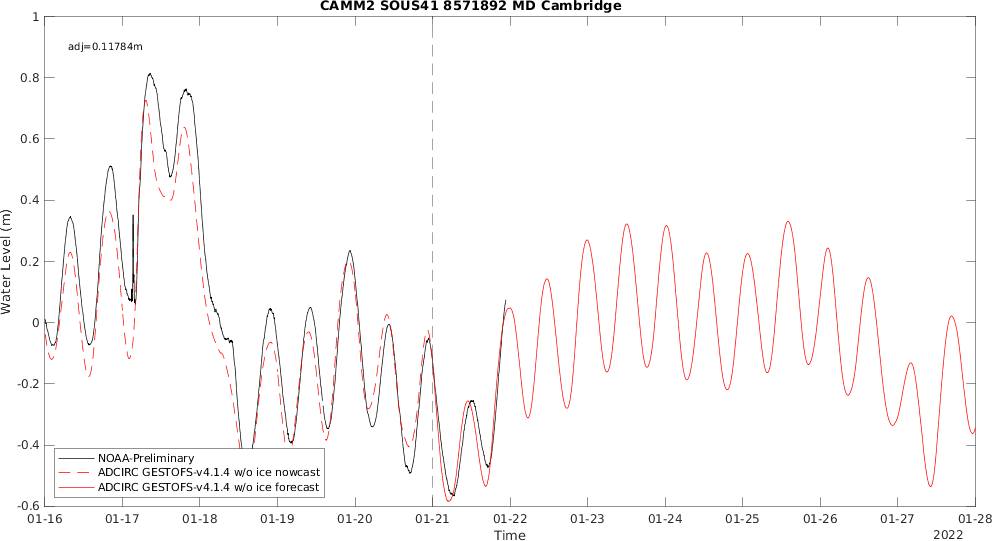 CAMM2 SOUS41 8571892 MD Cambridge
adj=0.11784m
1
0.8
0.6
0.4
0.2
0
-0.2
-0.4
-0.6
Water Level (m)
NOAA-Preliminary
ADCIRC GESTOFS-v4.1.4 w/o ice nowcast
ADCIRC GESTOFS-v4.1.4 w/o ice forecast
01-16 01-17 01-18 01-19 01-20 01-21 01-22 01-23 01-24 01-25 01-26 01-27 01-28
Time
2022